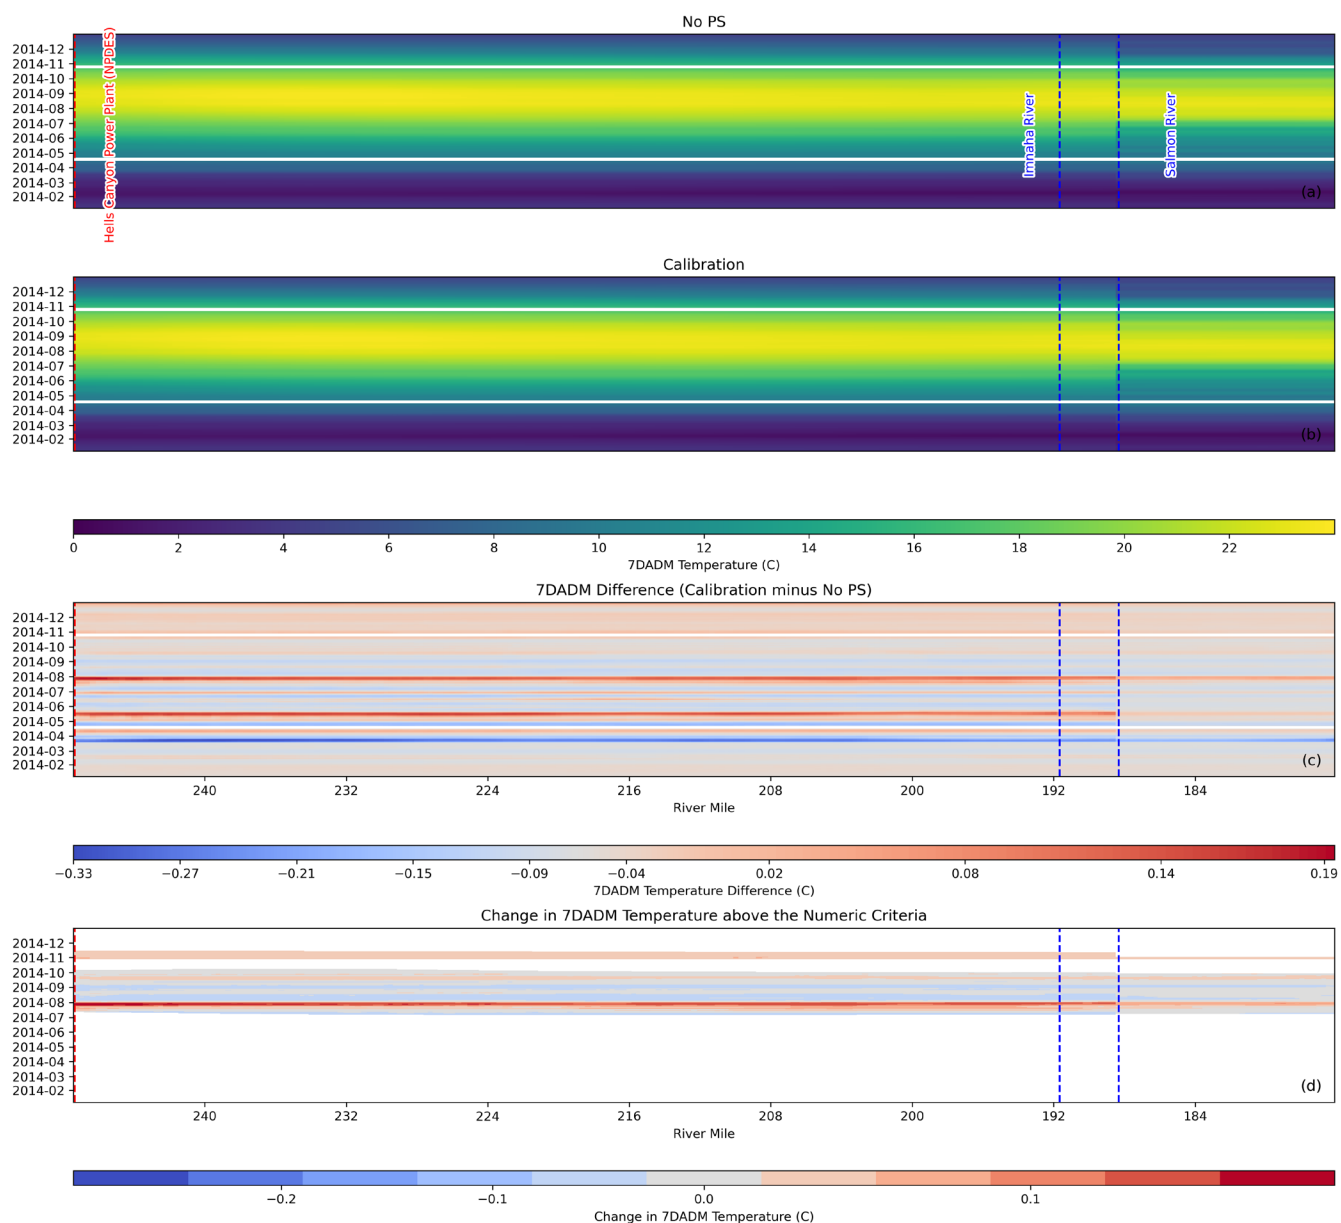 No PS
2014-12
2014-11
2014-10
2014-09
2014-08
2014-07
2014-06
2014-05
2014-04
2014-03
2014-02
Hells Canyon Power Plant (NPDES)
Imnaha River
Salmon River
(a)
Calibration
2014-12
2014-11
2014-10
2014-09
2014-08
2014-07
2014-06
2014-05
2014-04
2014-03
2014-02
(b)
0 2 4 6 8 10 12 14 16 18 20 22
7DADM Temperature (C)
7DADM Difference (Calibration minus No PS)
2014-12
2014-11
2014-10
2014-09
2014-08
2014-07
2014-06
2014-05
2014-04
2014-03
2014-02
(c)
240 232 224 216 208 200 192 184
River Mile
−0.33 −0.27 −0.21 −0.15 −0.09 −0.04 0.02 0.08 0.14 0.19
7DADM Temperature Difference (C)
Change in 7DADM Temperature above the Numeric Criteria
2014-12
2014-11
2014-10
2014-09
2014-08
2014-07
2014-06
2014-05
2014-04
2014-03
2014-02
(d)
240 232 224 216 208 200 192 184
River Mile
−0.2 −0.1 0.0 0.1
Change in 7DADM Temperature (C)